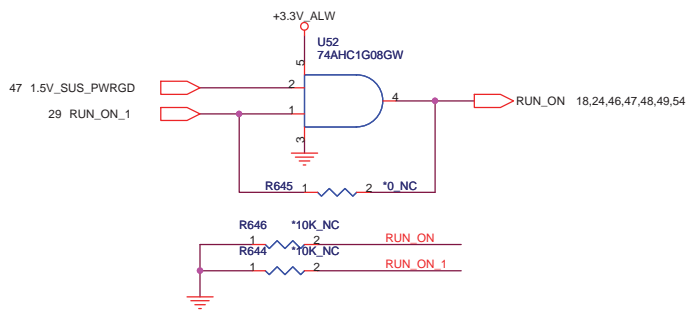 +3.3V_ALW
U52
74AHC1G08GW
5
47 1.5V_SUS_PWRGD 2
4 RUN_ON 18,24,46,47,48,49,54
29 RUN_ON_1 1
3
R645 1 2 *0_NC
R646 *10K_NC
1 2 RUN_ON
R644 *10K_NC
1 2 RUN_ON_1